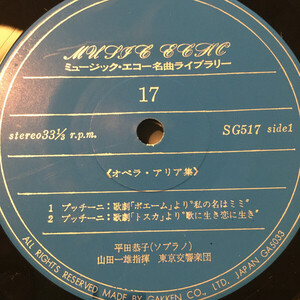 MUSIC ECHO
ミュージック・エコー名曲ライブラリー
17
stereo33⅓ r.p.m.
SG517 side1
《オペラ・アリア集》
1 プッチーニ：歌劇「ボエーム」より“私の名はミミ”
2 プッチーニ：歌劇「トスカ」より“歌に生き恋に生き”
平田恭子(ソプラノ)
山田一雄指揮 東京交響楽団
ALL RIGHTS RESERVED MADE BY GAKKEN CO. LTD. JAPAN GA5033